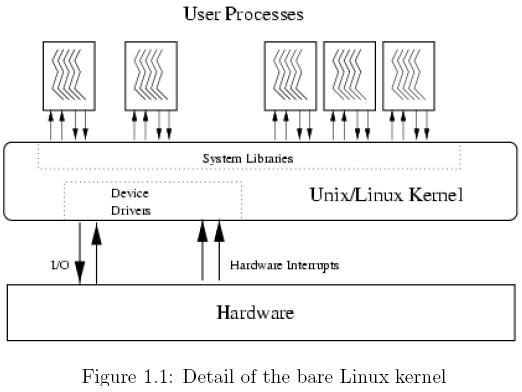 User Processes
System Libraries
Device
Drivers
Unix/Linux Kernel
I/O
Hardware Interrupts
Hardware
Figure 1.1: Detail of the bare Linux kernel